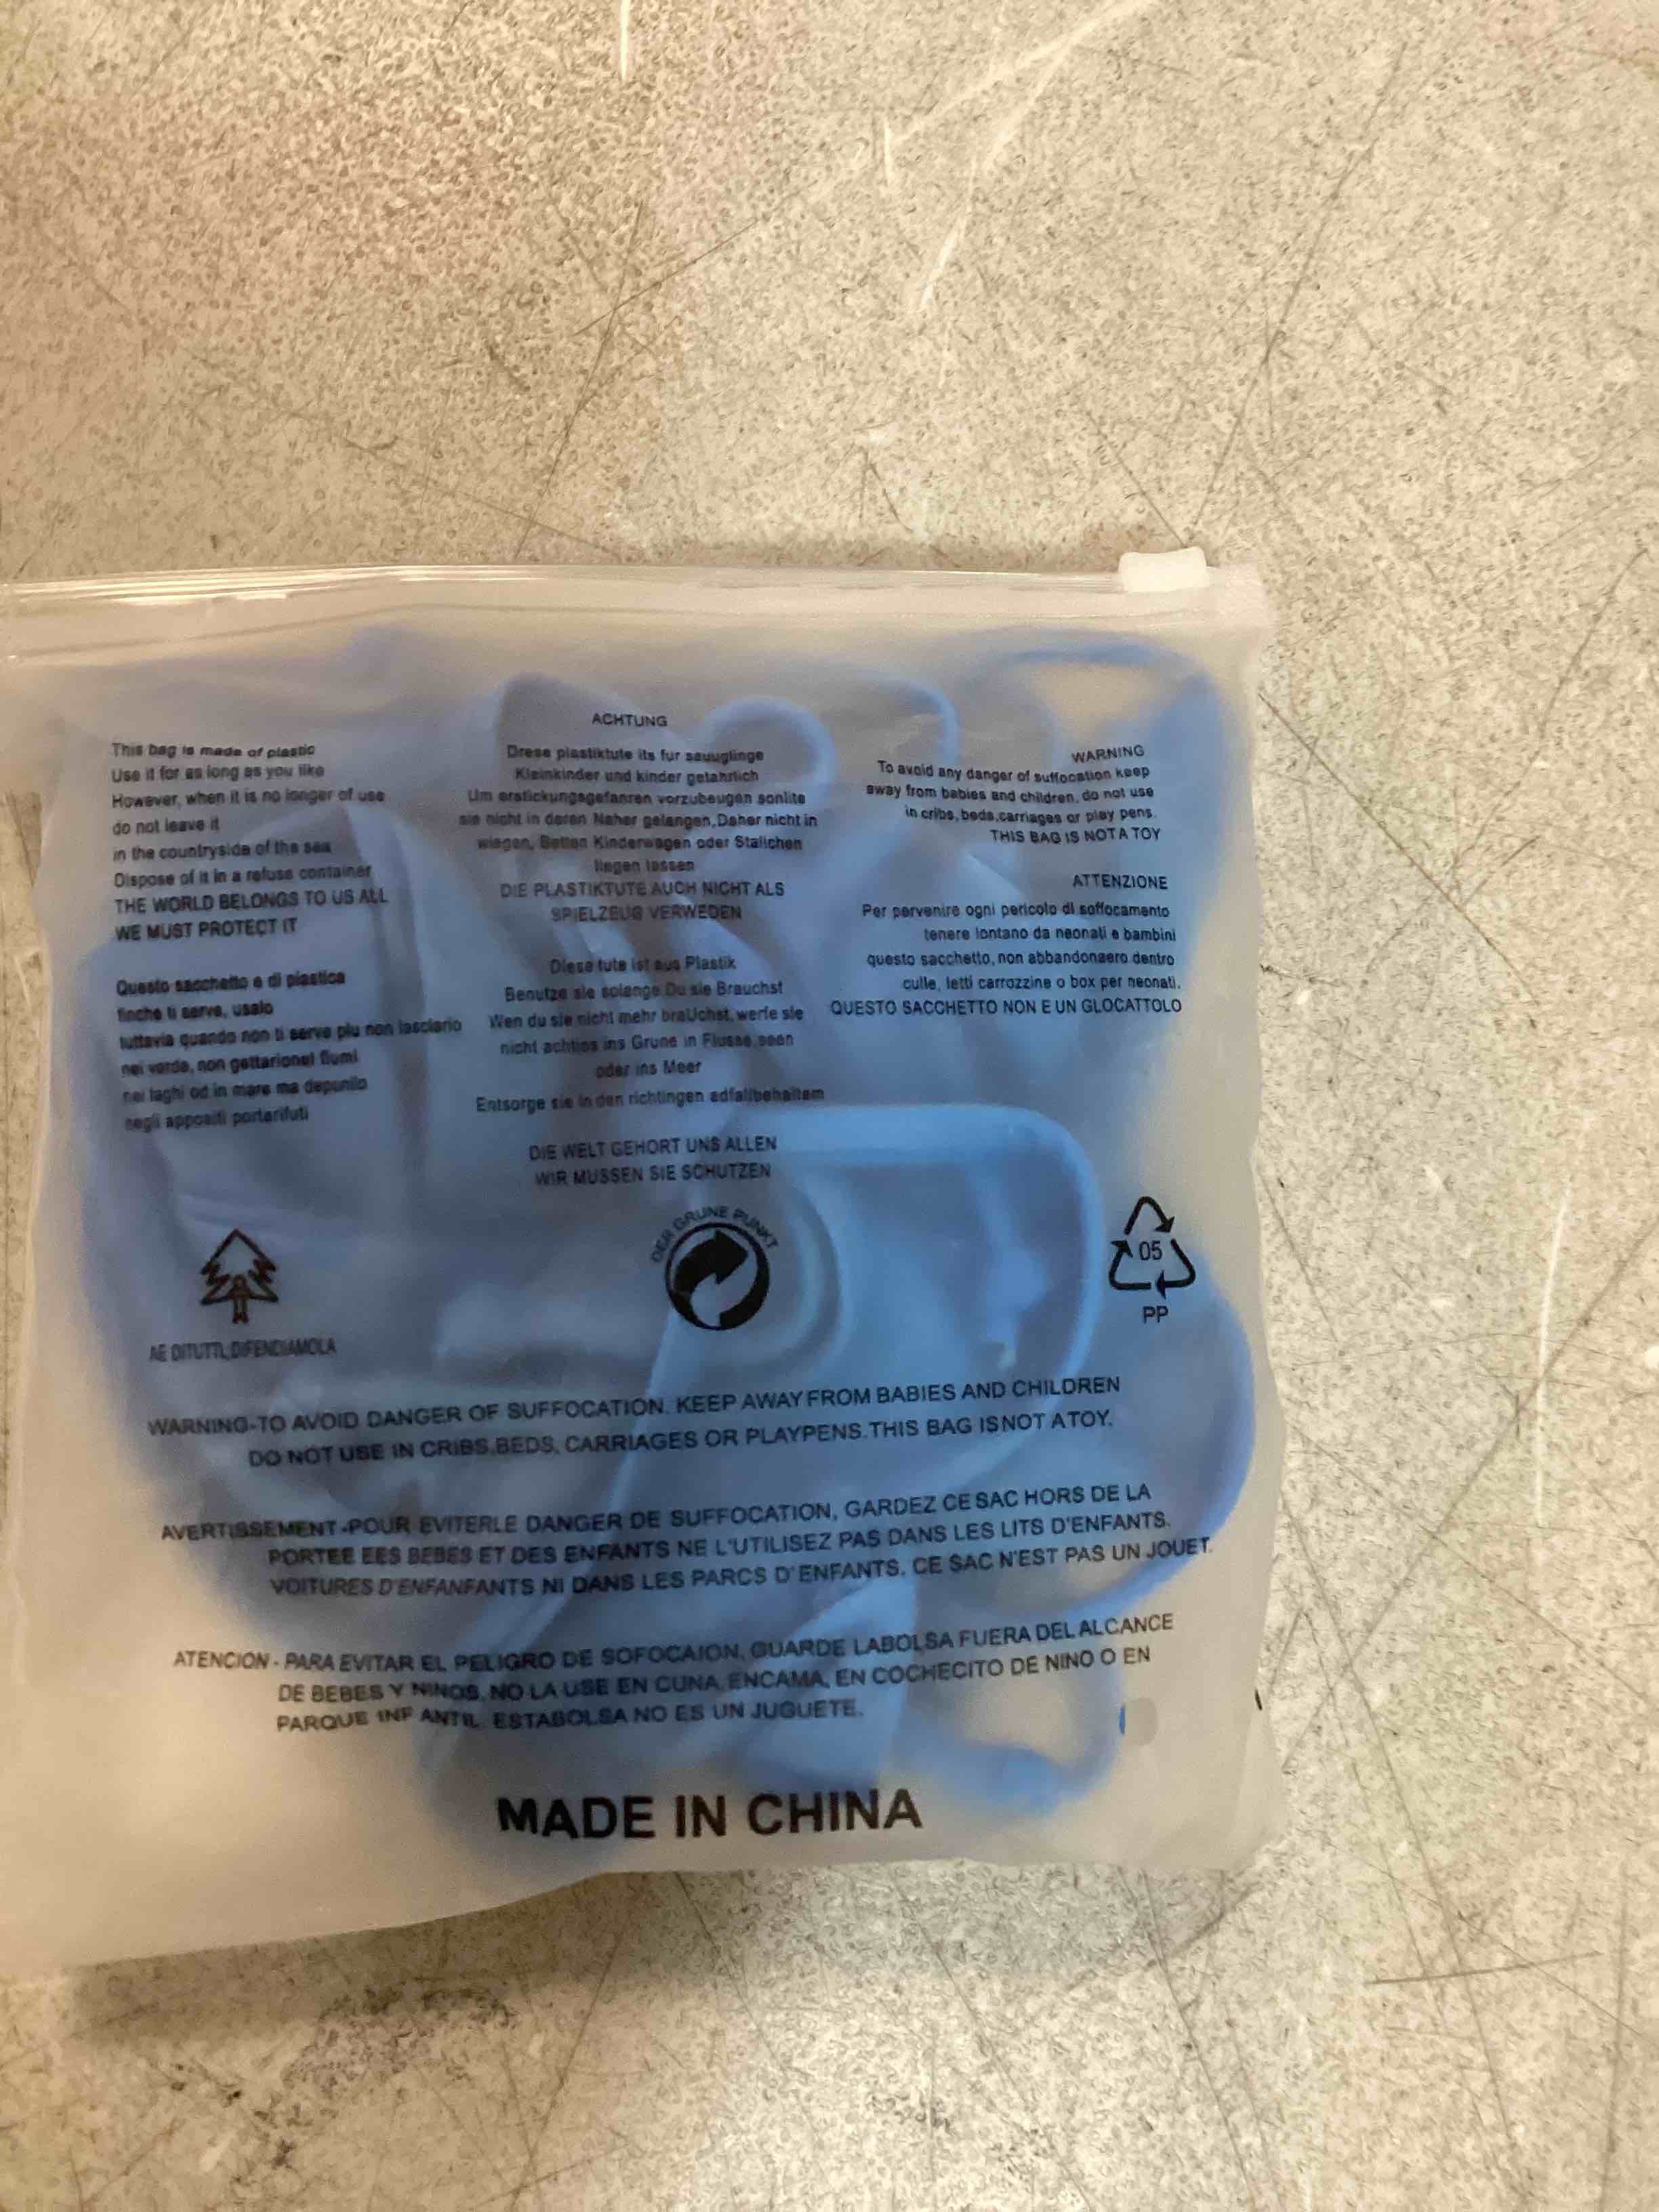 This bag is made of plastic
Use it for as long as you like
However, when it is no longer of use
do not leave it
in the countryside of the sea
Dispose of it in a refuse container
THE WORLD BELONGS TO US ALL
WE MUST PROTECT IT
Questo sacchetto e di plastica
finche ti serve, usalo
tuttavia quando non ti serve piu non lasciario
nei verde, non gettarionei flumi
nei laghi od in mare ma depunilo
negli appositi portarifuti
ACHTUNG
Drese plastiktute its fur sauuglinge
Kleinkinder und kinder getahrlich
Um erstickungsgefanren vorzubeugen sonlite
sie nicht in deren Naher gelangen,Daher nicht in
wiegen, Betten Kinderwagen oder Stalichen
liegen lassen
DIE PLASTIKTUTE AUCH NICHT ALS
SPIELZEUG VERWEDEN
Diese tute ist aus Plastik
Benutze sie solange Du sie Brauchst
Wen du sie nicht mehr braUchst, werfe sie
nicht achtios ins Grune in Flusse, seen
oder ins Meer
Entsorge sie in den richtingen adfallbehaltem
DIE WELT GEHORT UNS ALLEN
WIR MUSSEN SIE SCHUTZEN
WARNING
To avoid any danger of suffocation keep
away from babies and children, do not use
in cribs, beds,carriages or play pens.
THIS BAG IS NOT A TOY
ATTENZIONE
Per pervenire ogni pericolo di soffocamento
tenere lontano da neonati e bambini
questo sacchetto, non abbandonaero dentro
culle, letti carrozzine o box per neonati.
QUESTO SACCHETTO NON E UN GLOCATTOLO
AE DITUTTI, DIFENDIAMOLA
DER GRUNE PUNKT
05
PP
WARNING-TO AVOID DANGER OF SUFFOCATION. KEEP AWAY FROM BABIES AND CHILDREN
DO NOT USE IN CRIBS.BEDS, CARRIAGES OR PLAYPENS.THIS BAG IS NOT A TOY.
AVERTISSEMENT-POUR EVITERLE DANGER DE SUFFOCATION, GARDEZ CE SAC HORS DE LA
PORTEE EES BEBES ET DES ENFANTS NE L'UTILISEZ PAS DANS LES LITS D'ENFANTS.
VOITURES D'ENFANFANTS NI DANS LES PARCS D'ENFANTS. CE SAC N'EST PAS UN JOUET.
ATENCION - PARA EVITAR EL PELIGRO DE SOFOCAION, GUARDE LABOLSA FUERA DEL ALCANCE
DE BEBES Y NINOS, NO LA USE EN CUNA, ENCAMA, EN COCHECITO DE NINO O EN
PARQUE INF ANTIL. ESTABOLSA NO ES UN JUGUETE.
MADE IN CHINA